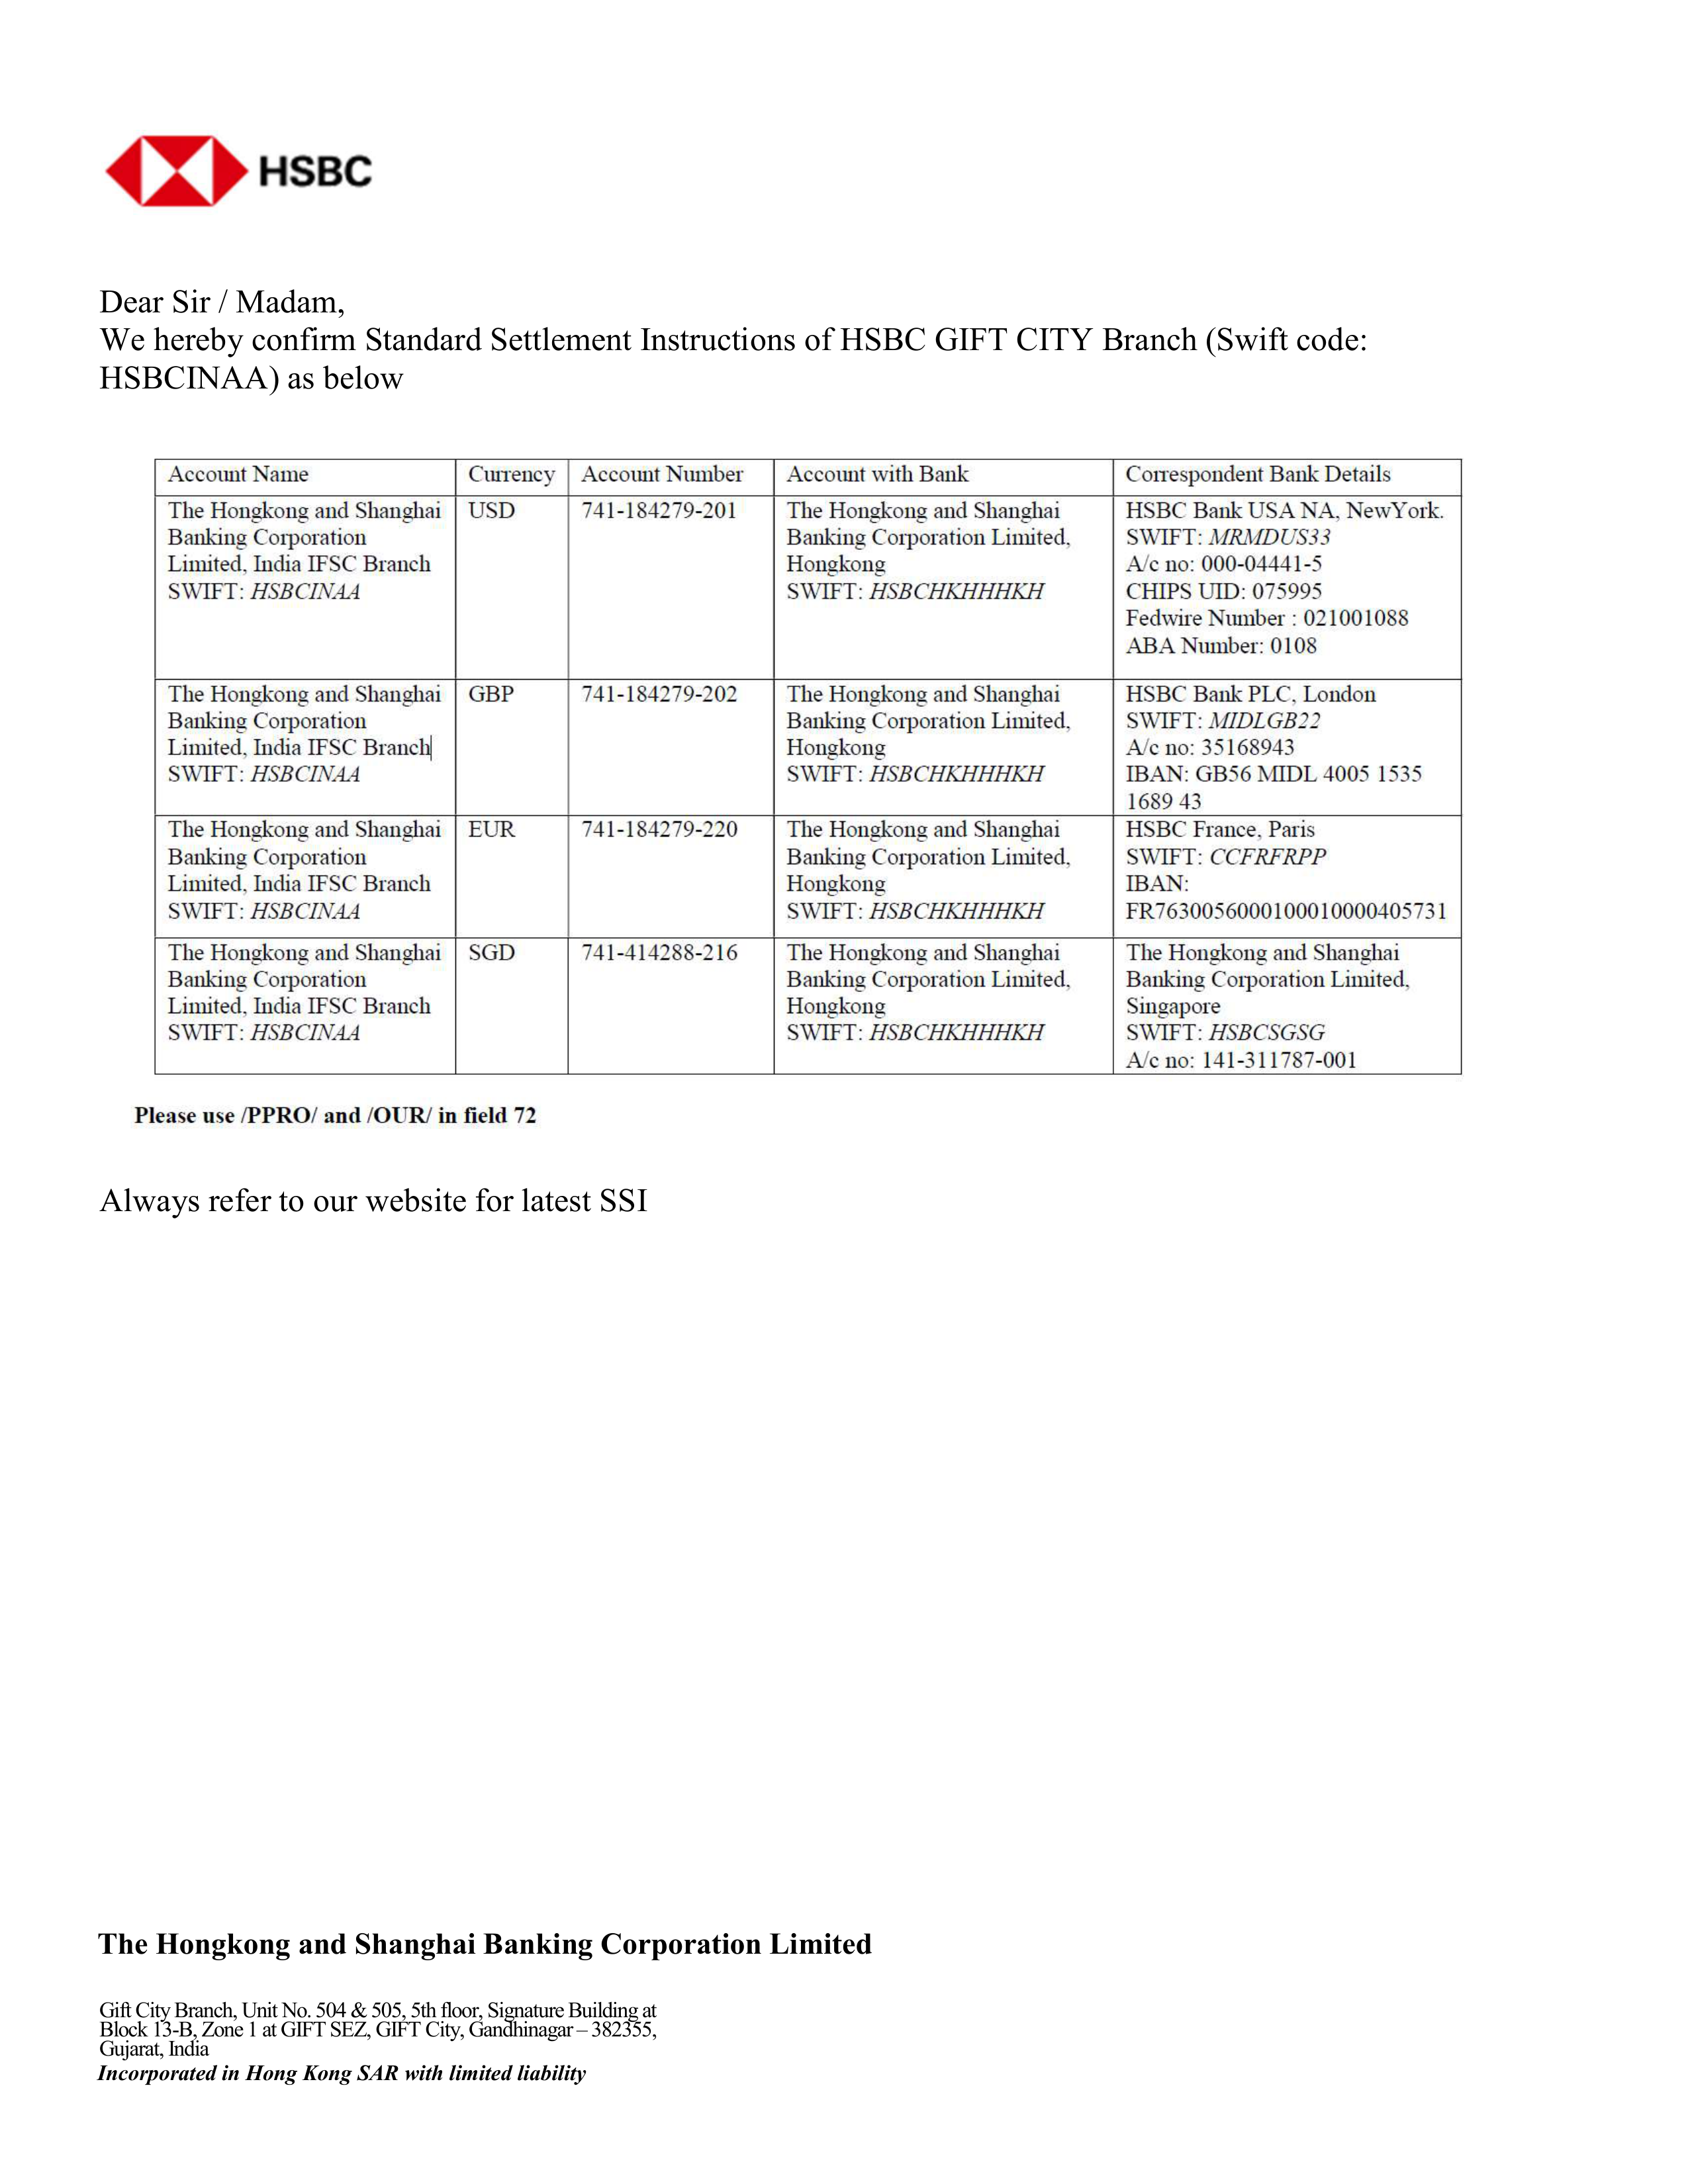 HSBC
Dear Sir / Madam,
We hereby confirm Standard Settlement Instructions of HSBC GIFT CITY Branch (Swift code:
HSBCINAA) as below
Account Name Currency Account Number Account with Bank Correspondent Bank Details
The Hongkong and Shanghai
Banking Corporation
Limited, India IFSC Branch
SWIFT: HSBCINAA
USD
741-184279-201
The Hongkong and Shanghai
Banking Corporation Limited,
Hongkong
SWIFT: HSBCHKHHHKH
HSBC Bank USA NA, NewYork.
SWIFT: MRMDUS33
A/c no: 000-04441-5
CHIPS UID: 075995
Fedwire Number : 021001088
ABA Number: 0108
The Hongkong and Shanghai
Banking Corporation
Limited, India IFSC Branch
SWIFT: HSBCINAA
GBP
741-184279-202
The Hongkong and Shanghai
Banking Corporation Limited,
Hongkong
SWIFT: HSBCHKHHHKH
HSBC Bank PLC, London
SWIFT: MIDLGB22
A/c no: 35168943
IBAN: GB56 MIDL 4005 1535
1689 43
The Hongkong and Shanghai
Banking Corporation
Limited, India IFSC Branch
SWIFT: HSBCINAA
EUR
741-184279-220
The Hongkong and Shanghai
Banking Corporation Limited,
Hongkong
SWIFT: HSBCHKHHHKH
HSBC France, Paris
SWIFT: CCFRFRPP
IBAN:
FR7630056000010001000​0405731
The Hongkong and Shanghai
Banking Corporation
Limited, India IFSC Branch
SWIFT: HSBCINAA
SGD
741-414288-216
The Hongkong and Shanghai
Banking Corporation Limited,
Hongkong
SWIFT: HSBCHKHHHKH
The Hongkong and Shanghai
Banking Corporation Limited,
Singapore
SWIFT: HSBCSGSG
A/c no: 141-311787-001
Please use /PPRO/ and /OUR/ in field 72
Always refer to our website for latest SSI
The Hongkong and Shanghai Banking Corporation Limited
Gift City Branch, Unit No. 504 & 505, 5th floor, Signature Building at
Block 13-B, Zone 1 at GIFT SEZ, GIFT City, Gandhinagar – 382355,
Gujarat, India
Incorporated in Hong Kong SAR with limited liability